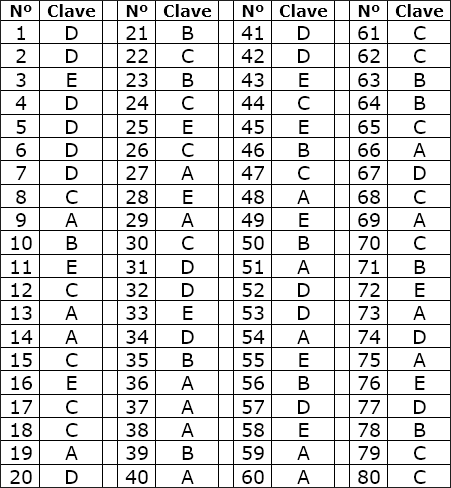 Nº Clave Nº Clave Nº Clave Nº Clave
1 D 21 B 41 D 61 C
2 D 22 C 42 D 62 C
3 E 23 B 43 E 63 B
4 D 24 C 44 C 64 B
5 D 25 E 45 E 65 C
6 D 26 C 46 B 66 A
7 D 27 A 47 C 67 D
8 C 28 E 48 A 68 C
9 A 29 A 49 E 69 A
10 B 30 C 50 B 70 C
11 E 31 D 51 A 71 B
12 C 32 D 52 D 72 E
13 A 33 E 53 D 73 A
14 A 34 D 54 A 74 D
15 C 35 B 55 E 75 A
16 E 36 A 56 B 76 E
17 C 37 A 57 D 77 D
18 C 38 A 58 E 78 B
19 A 39 B 59 A 79 C
20 D 40 A 60 A 80 C